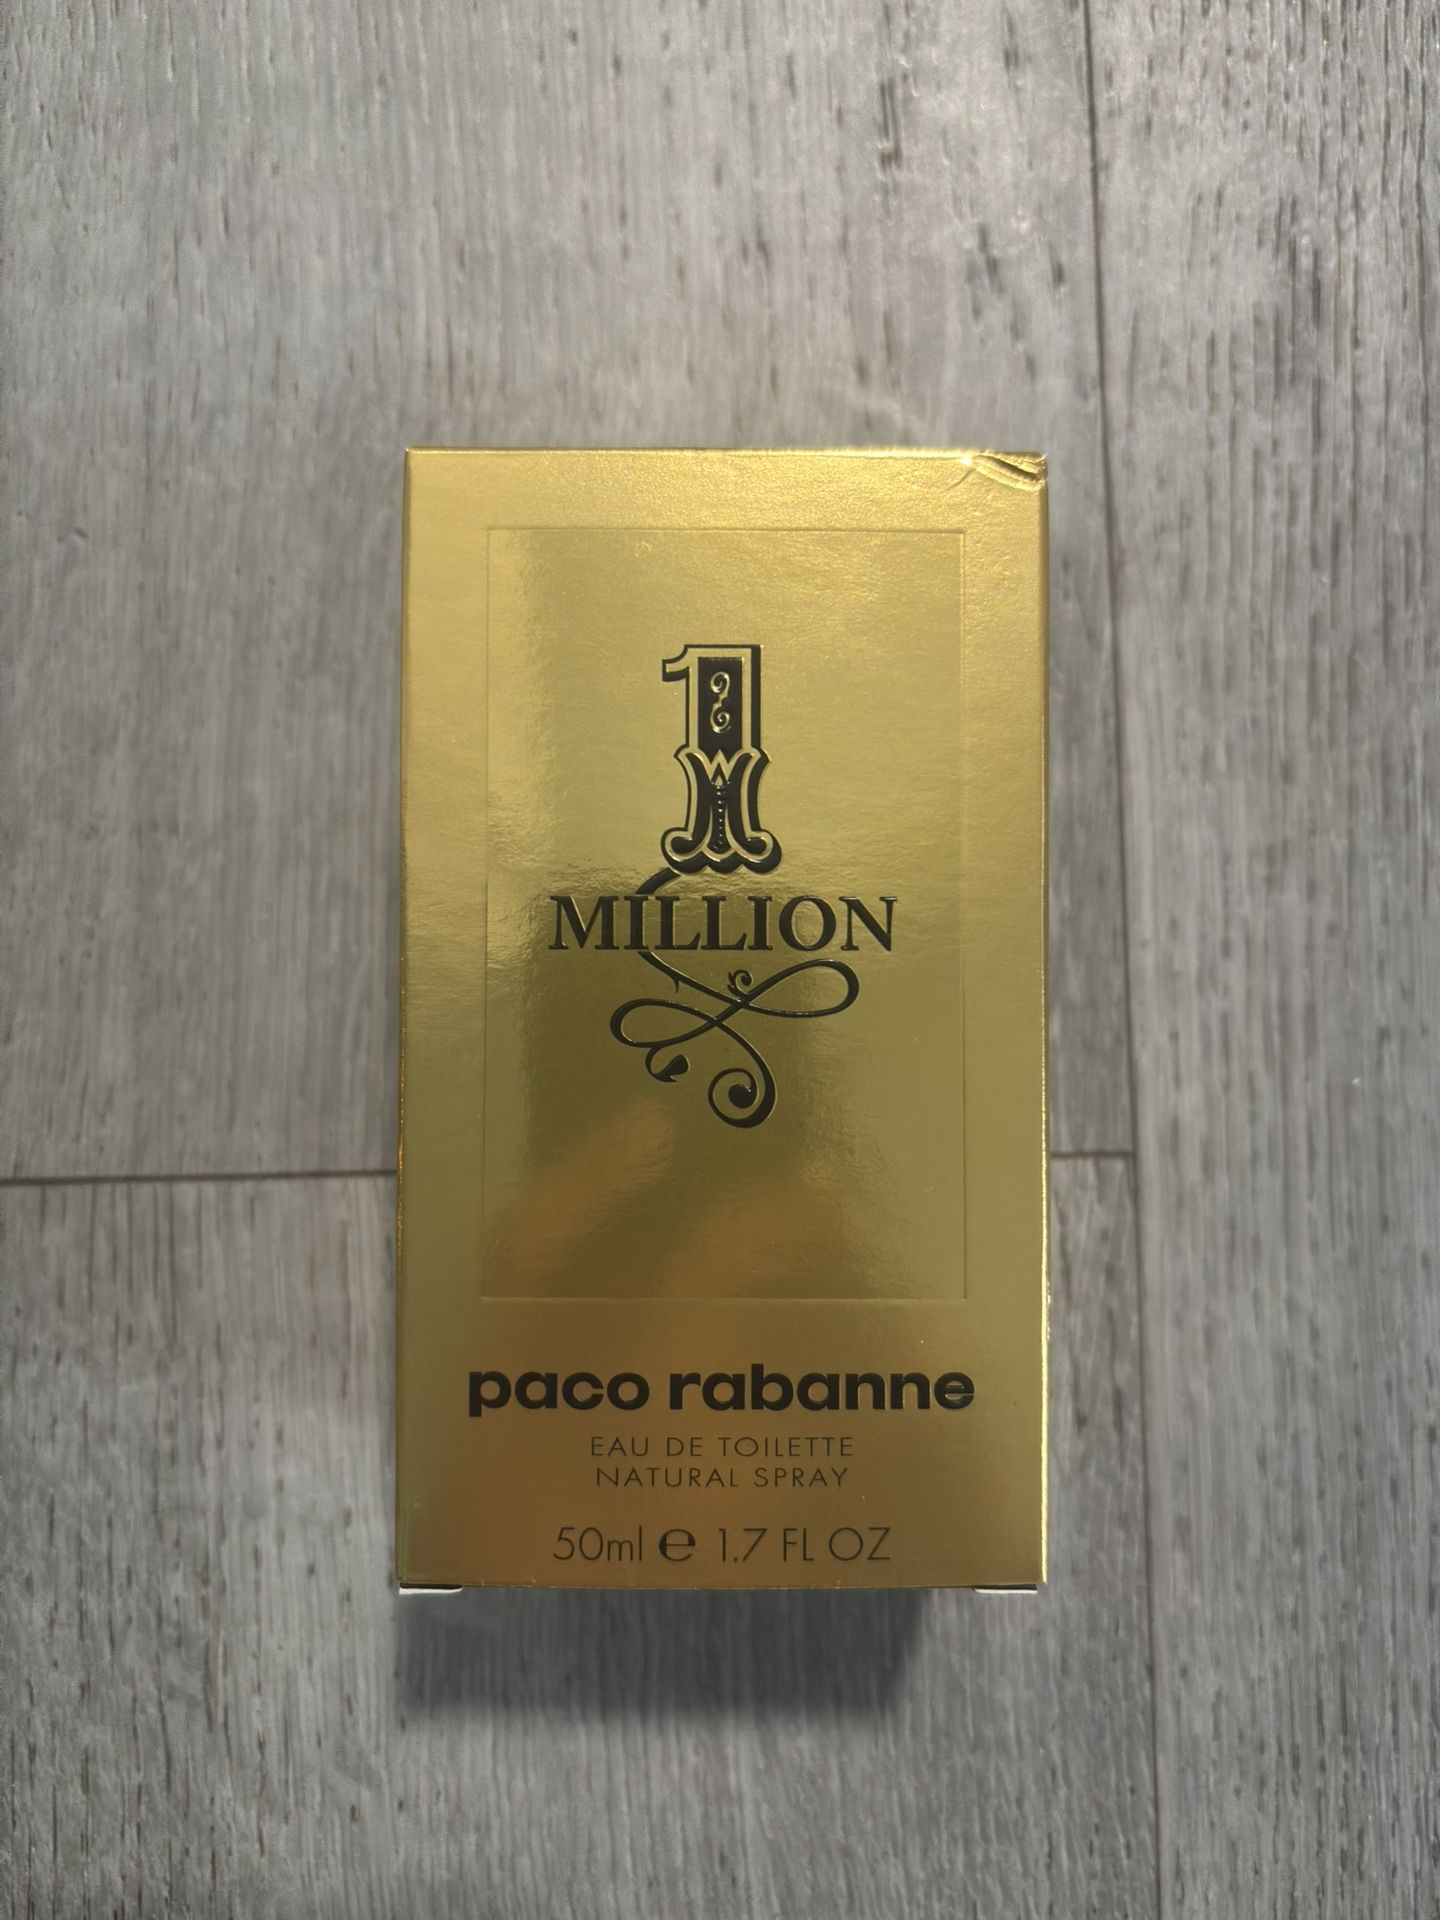 1
MILLION
paco rabanne
EAU DE TOILETTE
NATURAL SPRAY
50ml ℮ 1.7 FL OZ